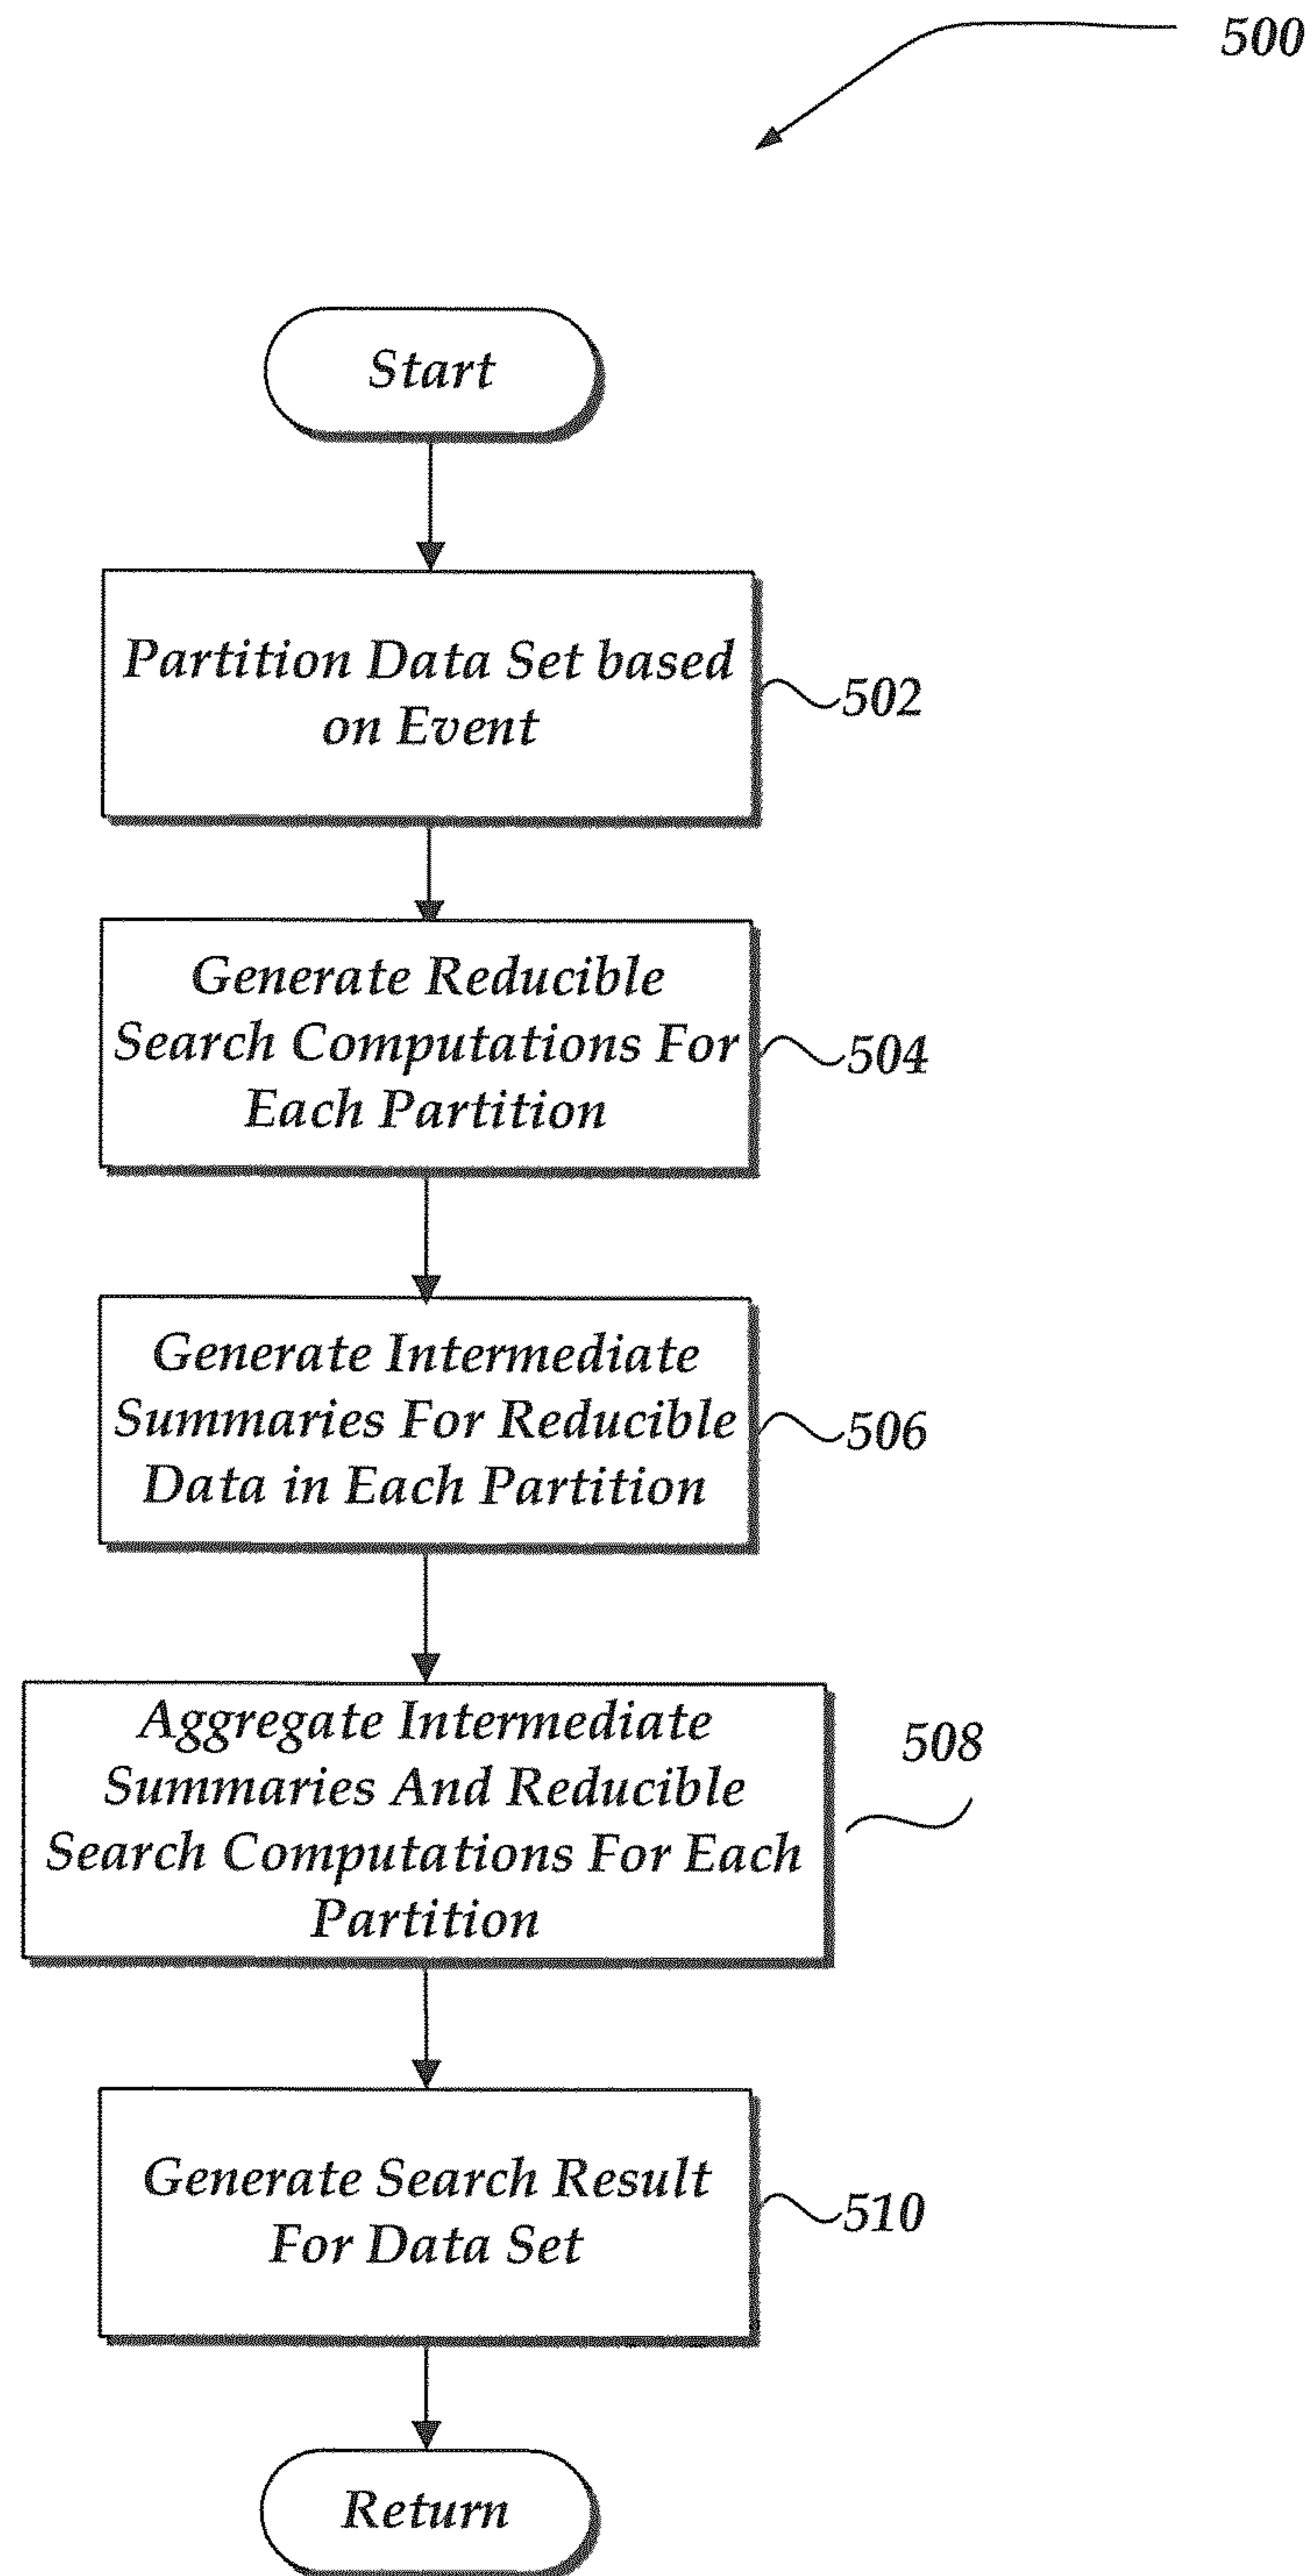 500
Start
Partition Data Set based
on Event
502
Generate Reducible
Search Computations For
Each Partition
504
Generate Intermediate
Summaries For Reducible
Data in Each Partition
506
Aggregate Intermediate
Summaries And Reducible
Search Computations For Each
Partition
508
Generate Search Result
For Data Set
510
Return